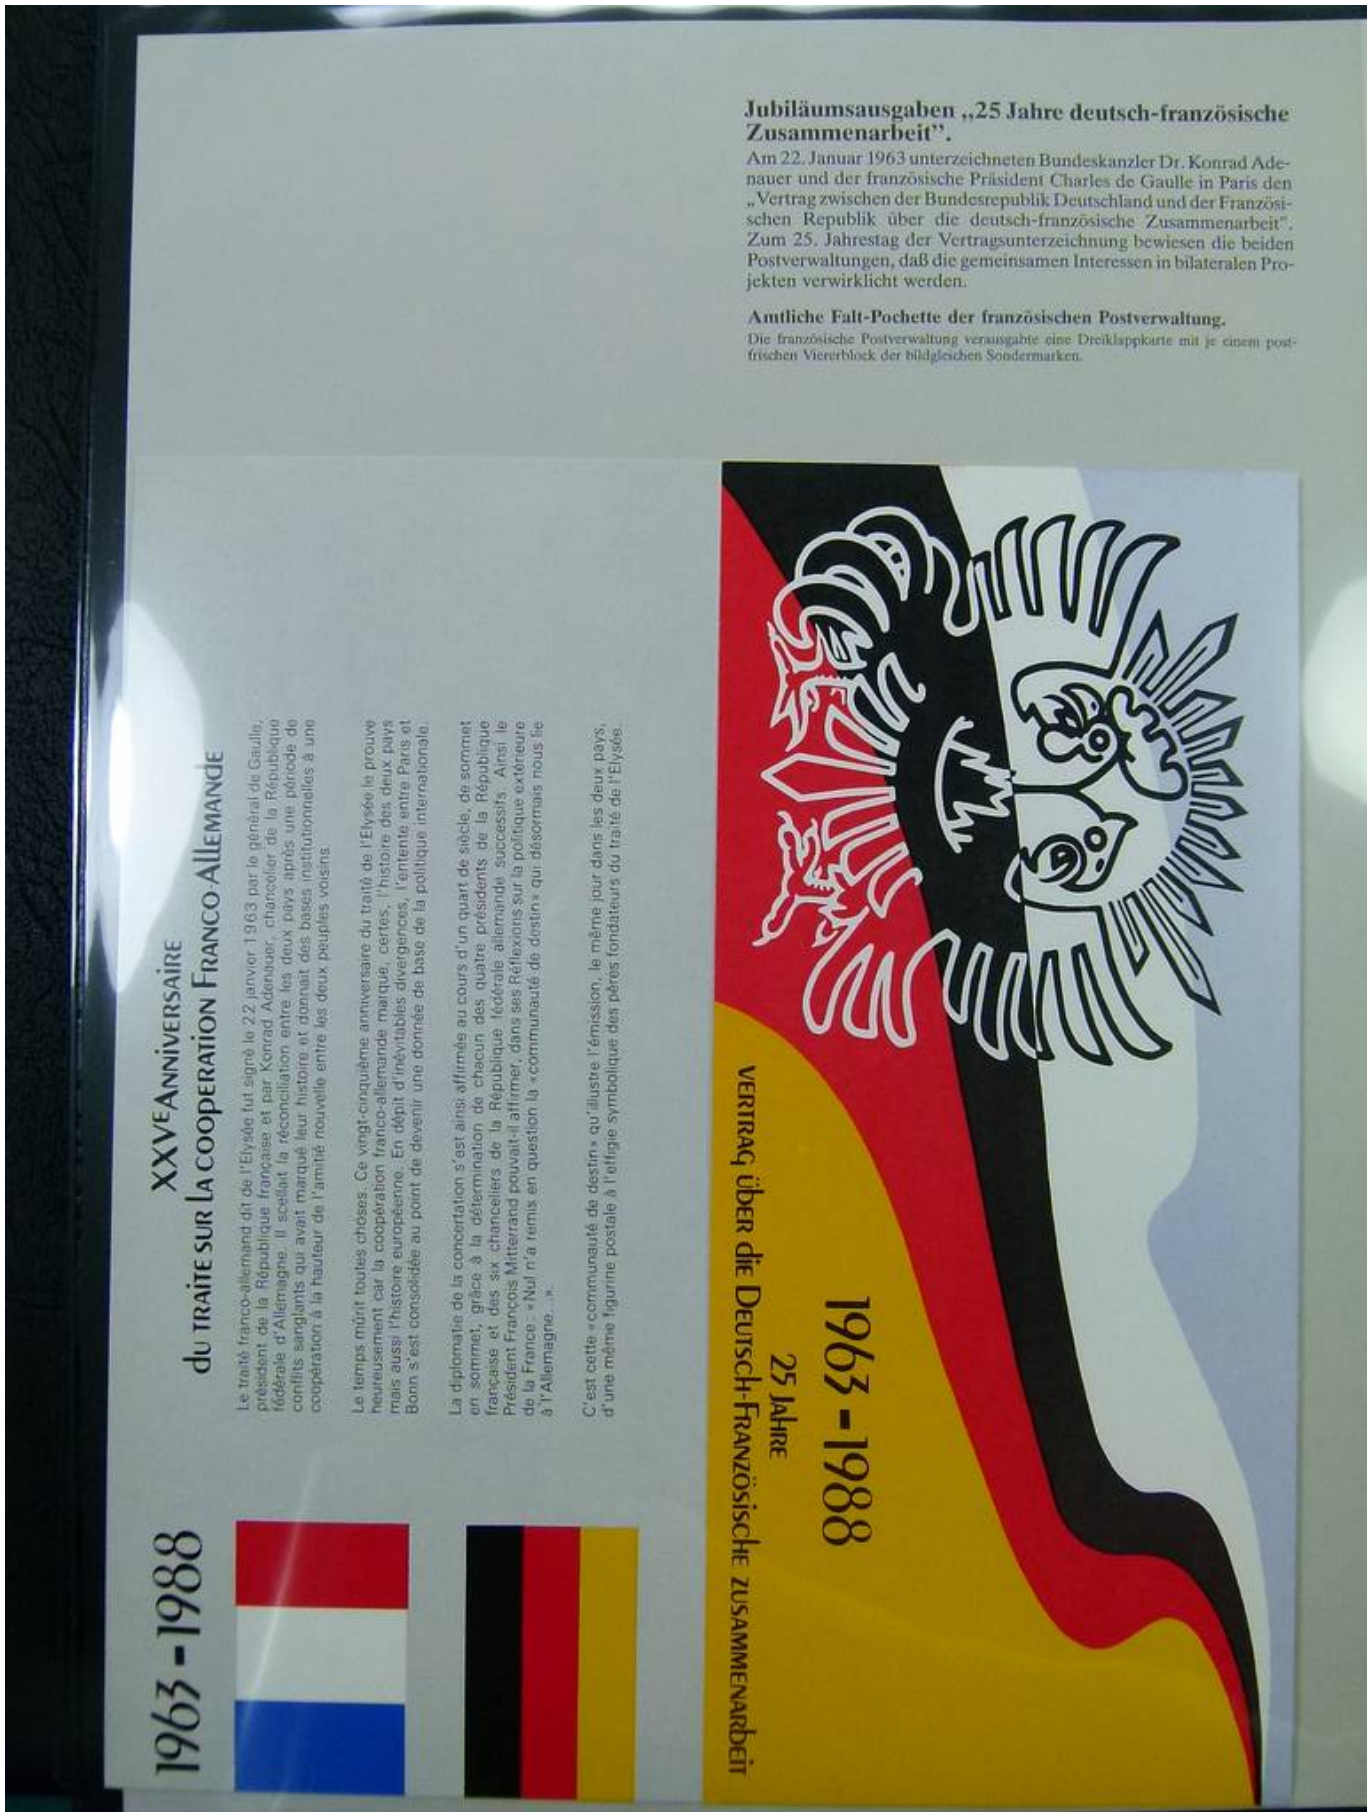 Jubiläumsausgaben „25 Jahre deutsch-französische
Zusammenarbeit”.
Am 22. Januar 1963 unterzeichneten Bundeskanzler Dr. Konrad Ade-
nauer und der französische Präsident Charles de Gaulle in Paris den
„Vertrag zwischen der Bundesrepublik Deutschland und der Französi-
schen Republik über die deutsch-französische Zusammenarbeit”.
Zum 25. Jahrestag der Vertragsunterzeichnung bewiesen die beiden
Postverwaltungen, daß die gemeinsamen Interessen in bilateralen Pro-
jekten verwirklicht werden.
Amtliche Falt-Pochette der französischen Postverwaltung.
Die französische Postverwaltung verausgabte eine Dreiklappkarte mit je einem post-
frischen Viererblock der bildgleichen Sondermarken.
1963-1988
XXVE ANNIVERSAIRE
du TRAITE SUR LA COOPERATION FRANCO-ALLEMANDE
Le traité franco-allemand dit de l'Elysée fut signé le 22 janvier 1963 par le général de Gaulle,
président de la République française et par Konrad Adenauer, chancelier de la République
fédérale d'Allemagne. Il scellait la réconciliation entre les deux pays après une période de
conflits sanglants qui avait marqué leur histoire et donnait des bases institutionnelles à une
coopération à la hauteur de l'amitié nouvelle entre les deux peuples voisins.
Le temps mûrit toutes choses. Ce vingt-cinquième anniversaire du traité de l'Elysée le prouve
heureusement car la coopération franco-allemande marque, certes, l'histoire des deux pays
mais aussi l'histoire européenne. En dépit d'inévitables divergences, l'entente entre Paris et
Bonn s'est consolidée au point de devenir une donnée de base de la politique internationale.
La diplomatie de la concertation s'est ainsi affirmée au cours d'un quart de siècle, de sommet
en sommet, grâce à la détermination de chacun des quatre présidents de la République
française et des six chanceliers de la République fédérale allemande successifs. Ainsi le
Président François Mitterrand pouvait-il affirmer, dans ses Réflexions sur la politique extérieure
de la France : «Nul n'a remis en question la «communauté de destin» qui désormais nous lie
à l'Allemagne...».
C'est cette «communauté de destin» qu'illustre l'émission, le même jour dans les deux pays,
d'une même figurine postale à l'effigie symbolique des pères fondateurs du traité de l'Elysée.
1963-1988
25 JAHRE
VERTRAG über die DEUTSCH-FRANZÖSISCHE ZUSAMMENARBEIT